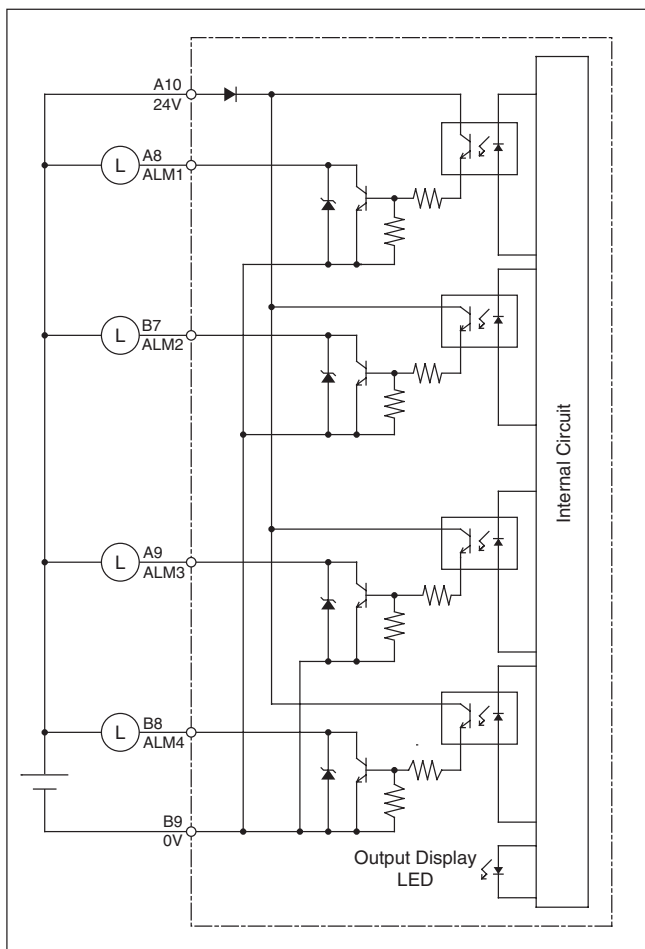 A10
24V
L
A8
ALM1
L
B7
ALM2
L
A9
ALM3
L
B8
ALM4
B9
0V
Internal Circuit
Output Display
LED